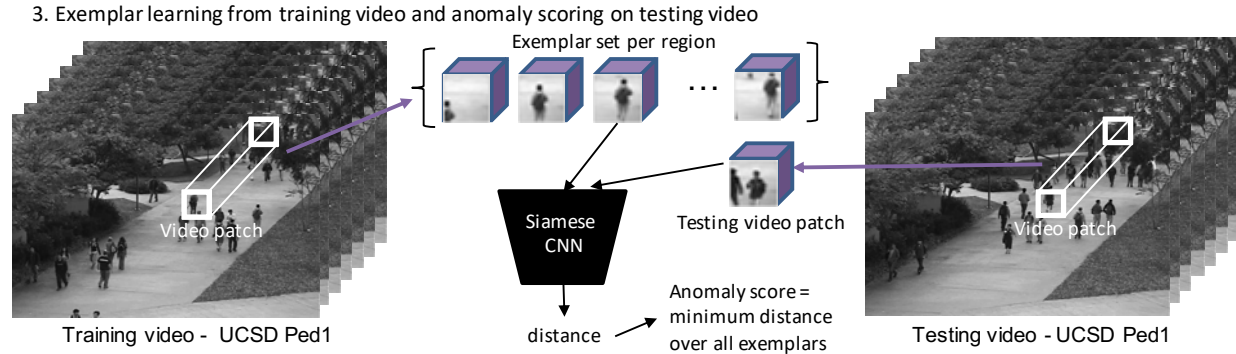 3. Exemplar learning from training video and anomaly scoring on testing video
Exemplar set per region
...
Video patch
Siamese
CNN
Testing video patch
Video patch
distance
Anomaly score =
minimum distance
over all exemplars
Training video - UCSD Ped1
Testing video - UCSD Ped1